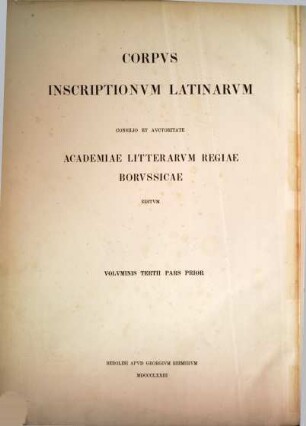 CORPVS
INSCRIPTIONVM LATINARVM
CONSILIO ET AVCTORITATE
ACADEMIAE LITTERARVM REGIAE
BORVSSICAE
EDITVM
VOLVMINIS TERTII PARS PRIOR
BEROLINI APVD GEORGIVM REIMERVM
MDCCCLXXIII